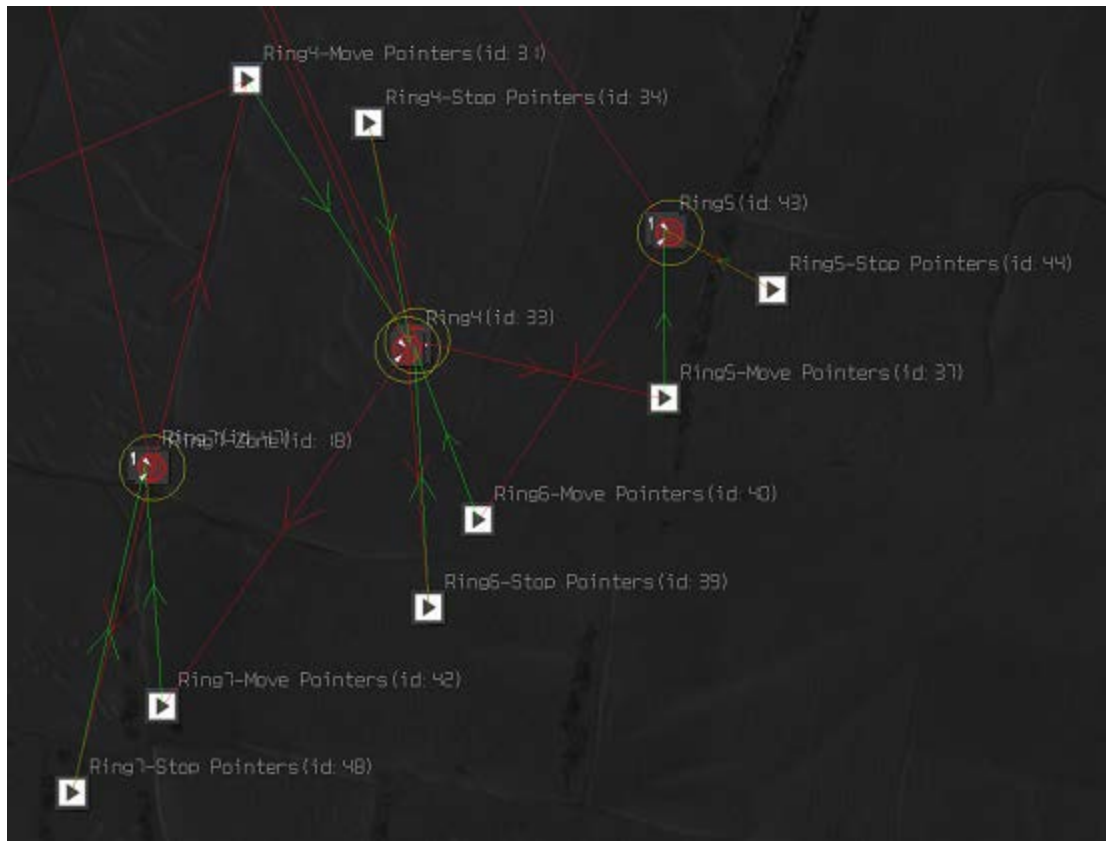 Ring4-Move Pointers(id: 31)
Ring4-Stop Pointers(id: 34)
Ring5(id: 43)
Ring5-Stop Pointers(id: 44)
Ring4(id: 33)
Ring5-Move Pointers(id: 37)
(id: 18)
Ring6-Move Pointers(id: 40)
Ring6-Stop Pointers(id: 39)
Ring7-Move Pointers(id: 42)
Ring7-Stop Pointers(id: 48)